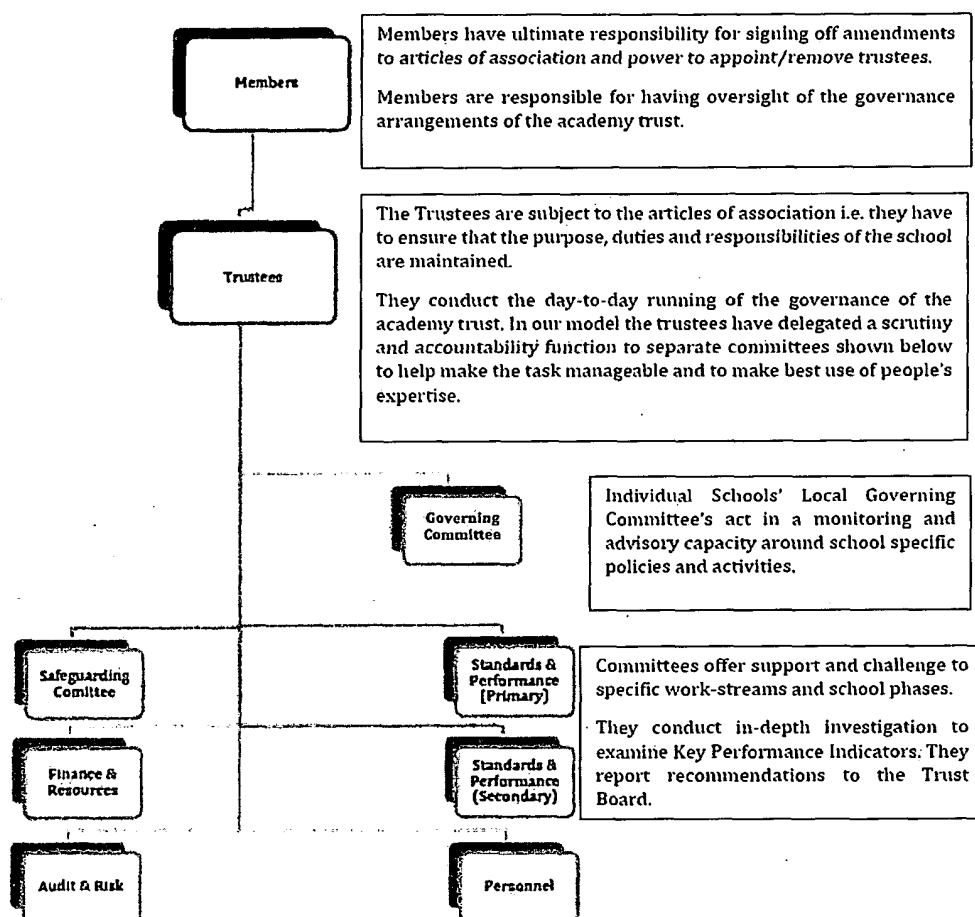 Members
Members have ultimate responsibility for signing off amendments
to articles of association and power to appoint/remove trustees.
Members are responsible for having oversight of the governance
arrangements of the academy trust.
Trustees
The Trustees are subject to the articles of association i.e. they have
to ensure that the purpose, duties and responsibilities of the school
are maintained.
They conduct the day-to-day running of the governance of the
academy trust. In our model the trustees have delegated a scrutiny
and accountability function to separate committees shown below
to help make the task manageable and to make best use of people's
expertise.
Governing
Committee
Individual Schools' Local Governing
Committee's act in a monitoring and
advisory capacity around school specific
policies and activities.
Safeguarding
Comittee
Standards &
Performance
(Primary)
Committees offer support and challenge to
specific work-streams and school phases.
They conduct in-depth investigation to
examine Key Performance Indicators. They
report recommendations to the Trust
Board.
Finance &
Resources
Standards &
Performance
(Secondary)
Audit & Risk
Personnel